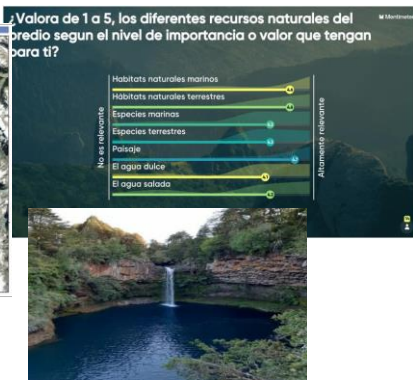 ¿Valora de 1 a 5, los diferentes recursos naturales del
predio segun el nivel de importancia o valor que tengan
para ti?
Mentimeter
Habitats naturales marinos
Hábitats naturales terrestres
Especies marinas
Especies terrestres
Paisaje
El agua dulce
El agua salada
No es relevante
Altamente relevante